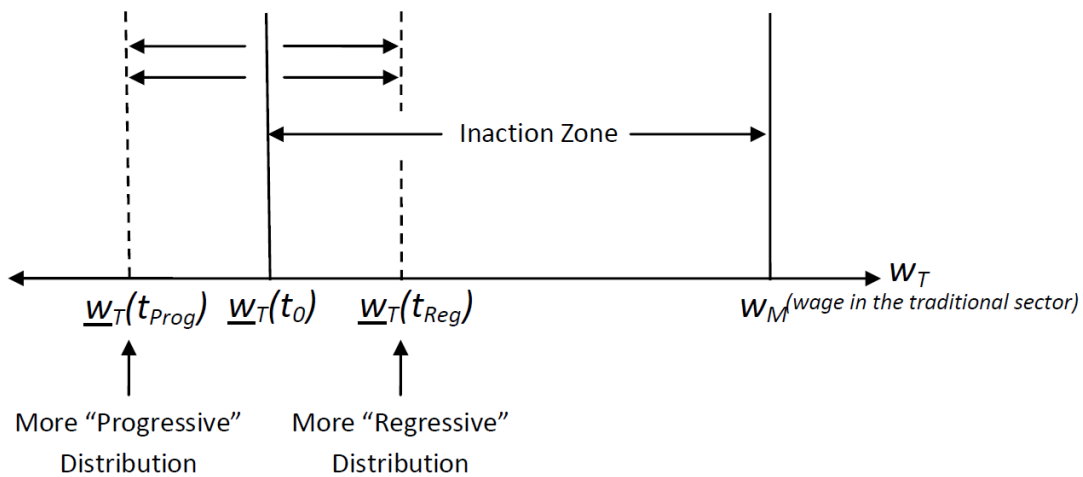 Inaction Zone
w_T
w_T(t_Prog) w_T(t_0) w_T(t_Reg) w_M (wage in the traditional sector)
More “Progressive” More “Regressive”
Distribution Distribution